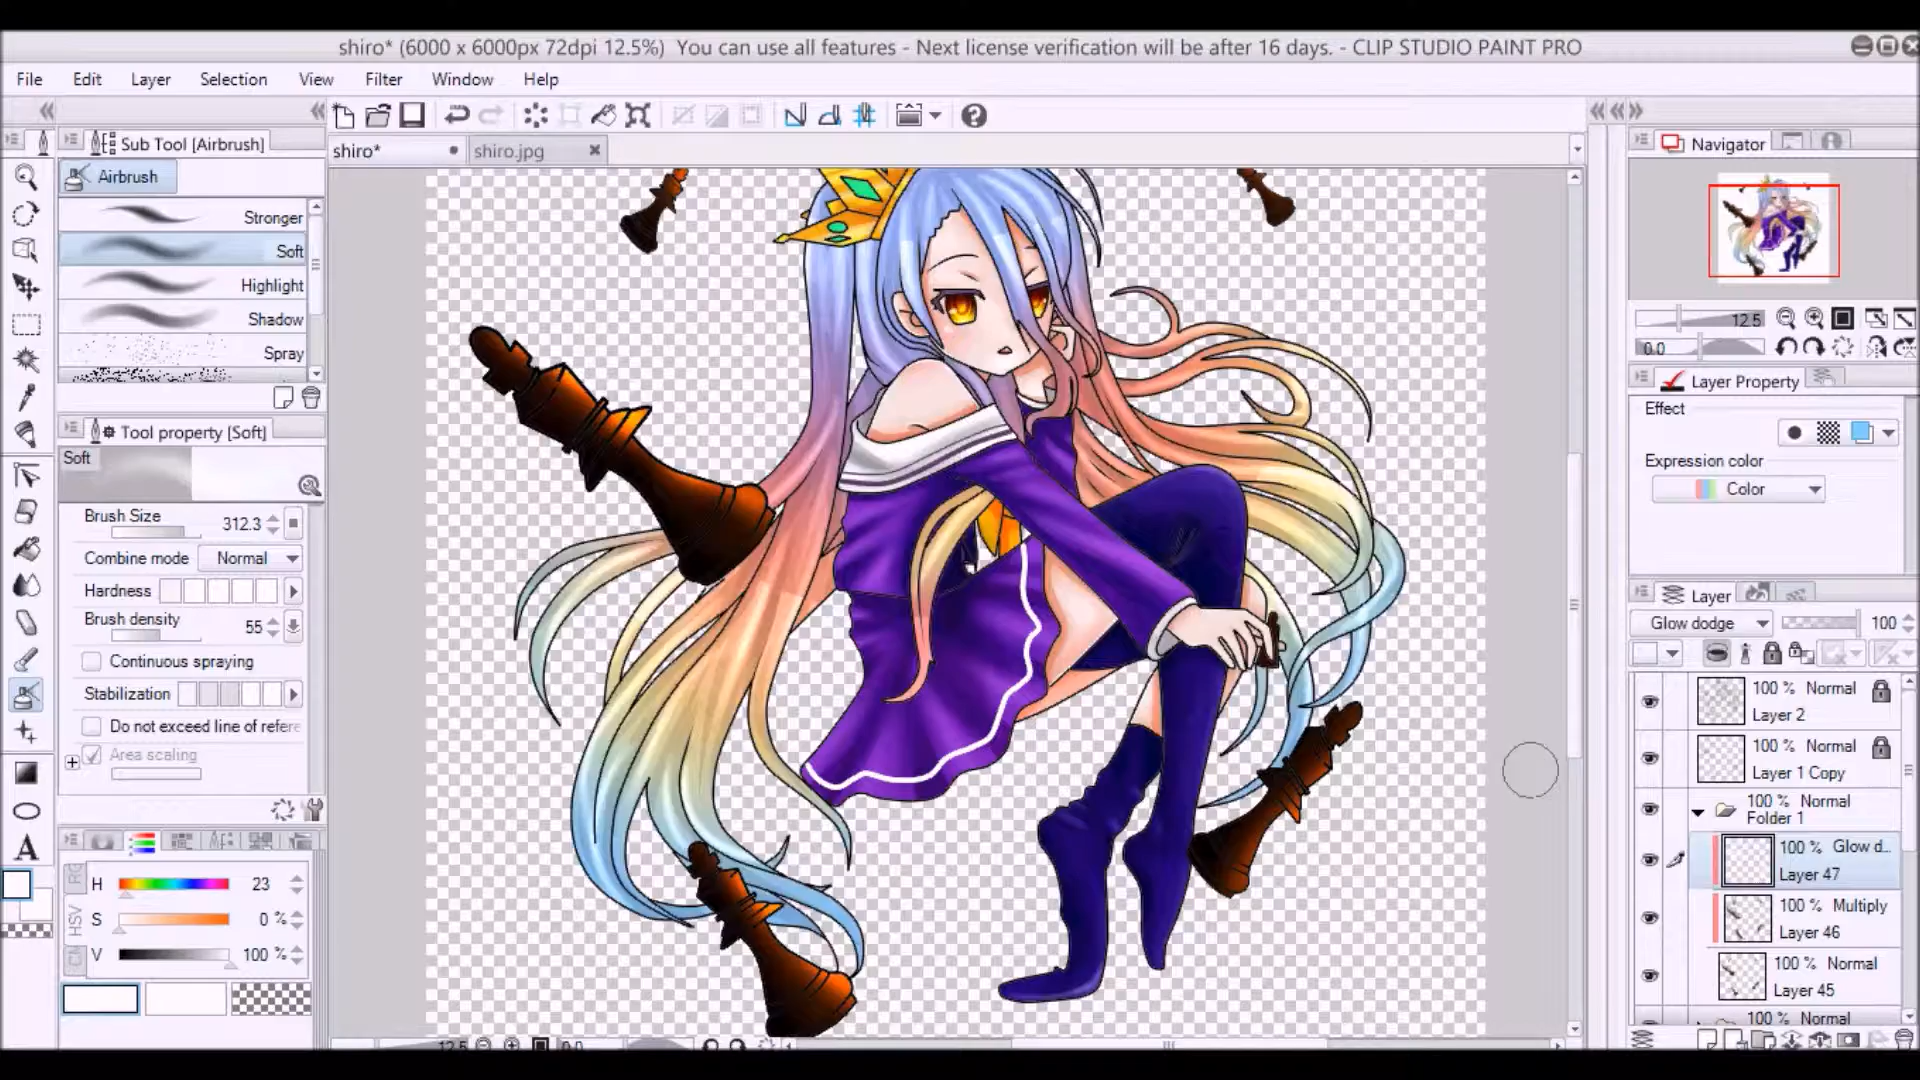 shiro* (6000 x 6000px 72dpi 12.5%)  You can use all features - Next license verification will be after 16 days. - CLIP STUDIO PAINT PRO
File Edit Layer Selection View Filter Window Help
Sub Tool [Airbrush]
Airbrush
Stronger
Soft
Highlight
Shadow
Spray
Tool property [Soft]
Soft
Brush Size 312.3
Combine mode Normal
Hardness
Brush density 55
Continuous spraying
Stabilization
Do not exceed line of refere
Area scaling
HSV
H 23
S 0 %
V 100 %
shiro*
shiro.jpg
12.5 0.0
Navigator
12.5
0.0
Layer Property
Effect
Expression color
Color
Layer
Glow dodge 100
100 % Normal
Layer 2
100 % Normal
Layer 1 Copy
100 % Normal
Folder 1
100 % Glow d...
Layer 47
100 % Multiply
Layer 46
100 % Normal
Layer 45
100 % Normal